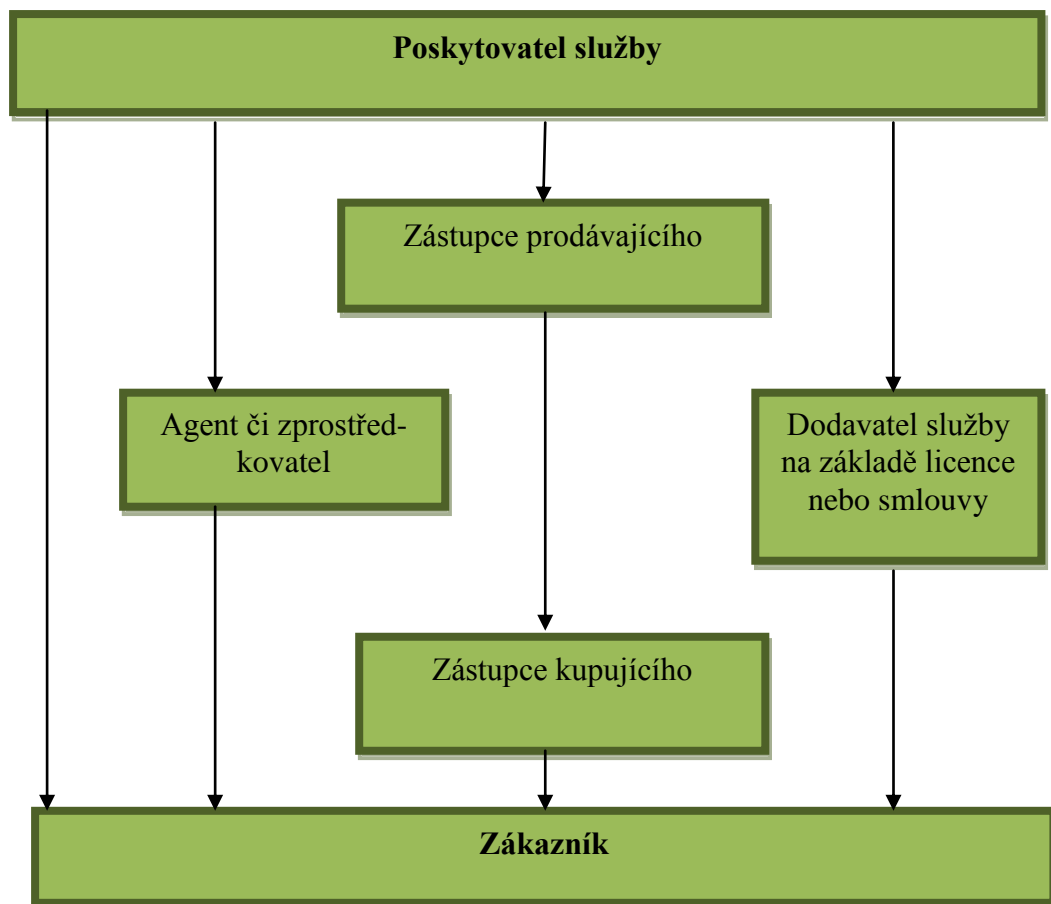 Poskytovatel služby
Zástupce prodávajícího
Agent či zprostřed-
kovatel
Dodavatel služby
na základě licence
nebo smlouvy
Zástupce kupujícího
Zákazník